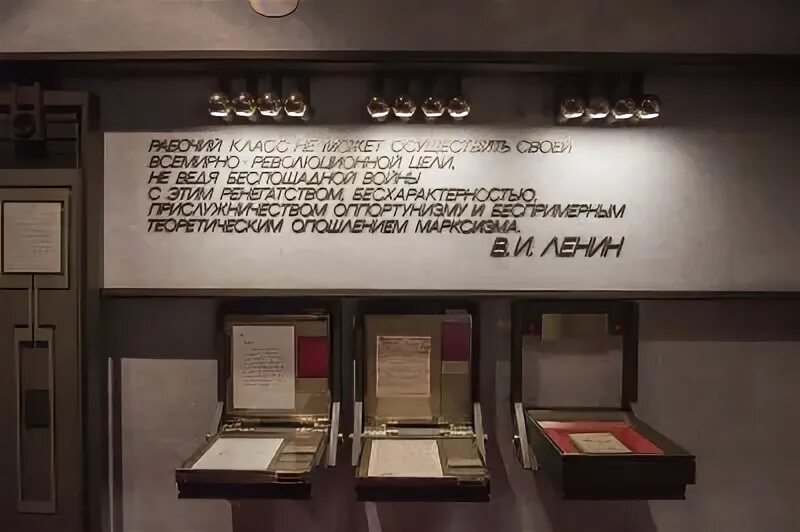 РАБОЧИЙ КЛАСС НЕ МОЖЕТ ОСУЩЕСТВИТЬ СВОЕЙ
ВСЕМИРНО-РЕВОЛЮЦИОННОЙ ЦЕЛИ,
НЕ ВЕДЯ БЕСПОЩАДНОЙ ВОЙНЫ
С ЭТИМ РЕНЕГАТСТВОМ, БЕСХАРАКТЕРНОСТЬЮ,
ПРИСЛУЖНИЧЕСТВОМ ОППОРТУНИЗМУ И БЕСПРИМЕРНЫМ
ТЕОРЕТИЧЕСКИМ ОПОШЛЕНИЕМ МАРКСИЗМА.
В. И. ЛЕНИН